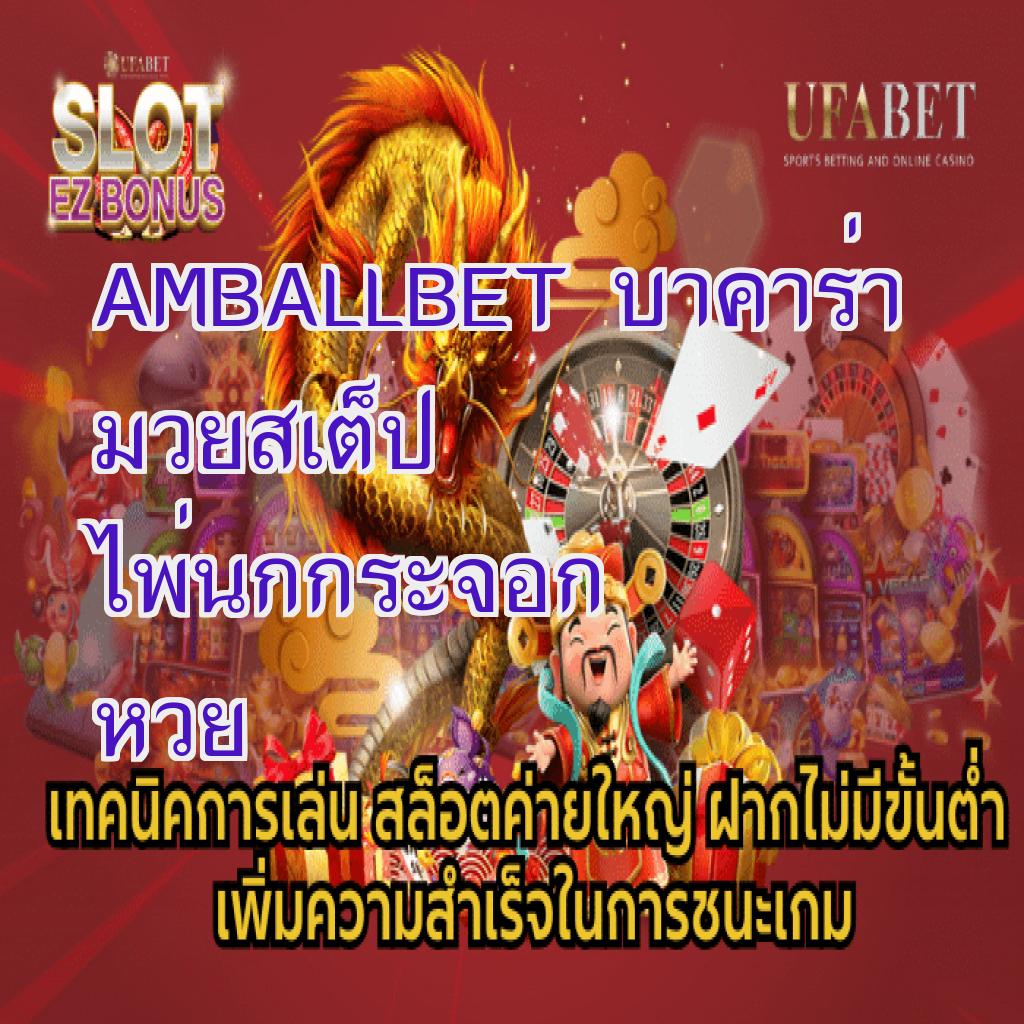 UFABET
SLOT
EZ BONUS
UFABET
SPORTS BETTING AND ONLINE CASINO
AMBALLBET บาคาร่า
มวยสเต็ป
ไพ่นกกระจอก
หวย
เทคนิคการเล่น สล็อตค่ายใหญ่ ฝากไม่มีขั้นต่ำ
เพิ่มความสำเร็จในการชนะเกม